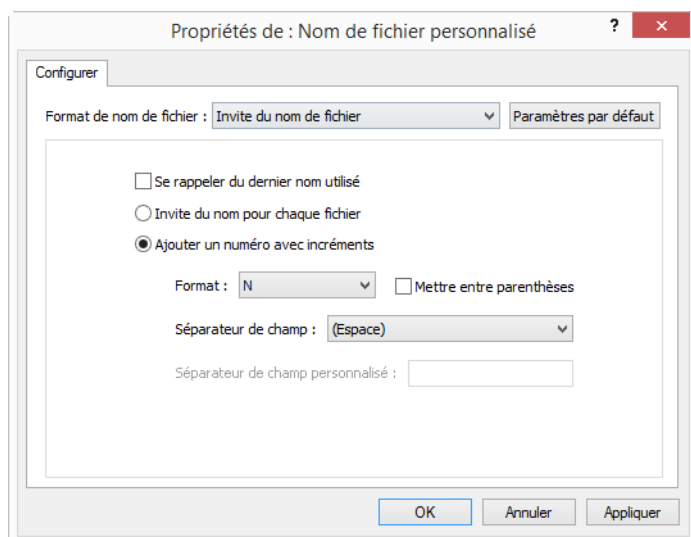 Propriétés de : Nom de fichier personnalisé ? ×
Configurer
Format de nom de fichier : Invite du nom de fichier Paramètres par défaut
Se rappeler du dernier nom utilisé
Invite du nom pour chaque fichier
Ajouter un numéro avec incréments
Format : N Mettre entre parenthèses
Séparateur de champ : (Espace)
Séparateur de champ personnalisé :
OK Annuler Appliquer